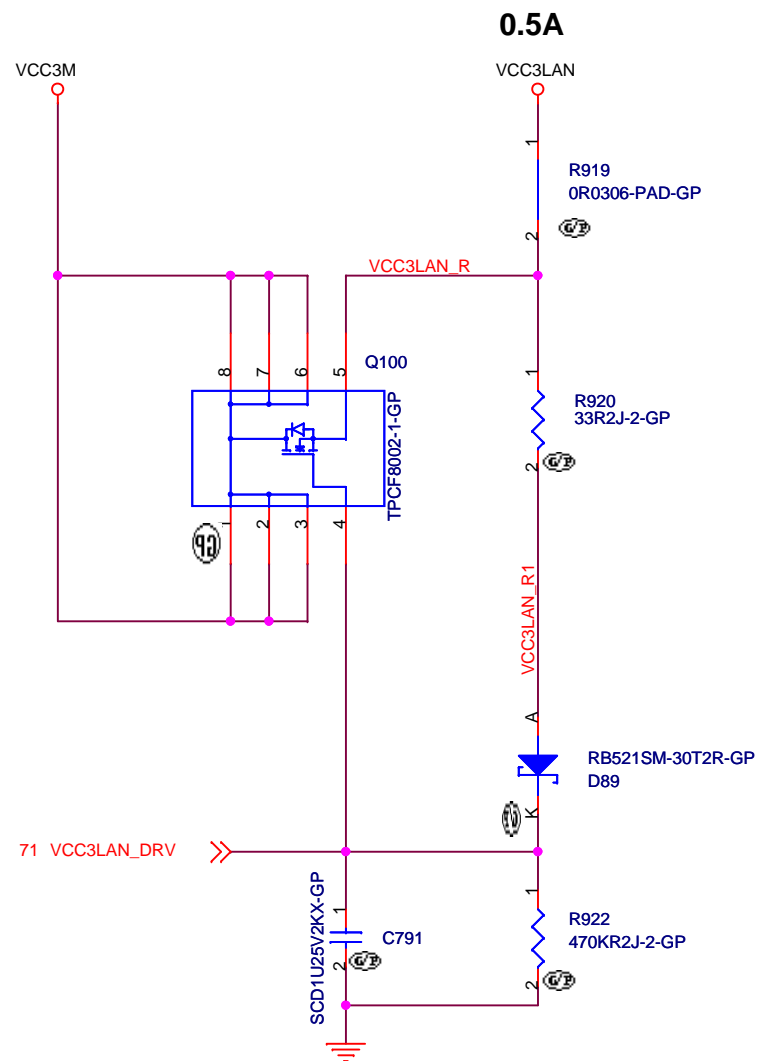 0.5A
VCC3M
VCC3LAN
1
R919
0R0306-PAD-GP
2
G/P
VCC3LAN_R
8
7
6
5
Q100
TPCF8002-1-GP
1
R920
33R2J-2-GP
2
G/P
1
2
3
4
GP
VCC3LAN_R1
A
RB521SM-30T2R-GP
D89
K
71 VCC3LAN_DRV
SCD1U25V2KX-GP
1
C791
2
G/P
1
R922
470KR2J-2-GP
2
G/P